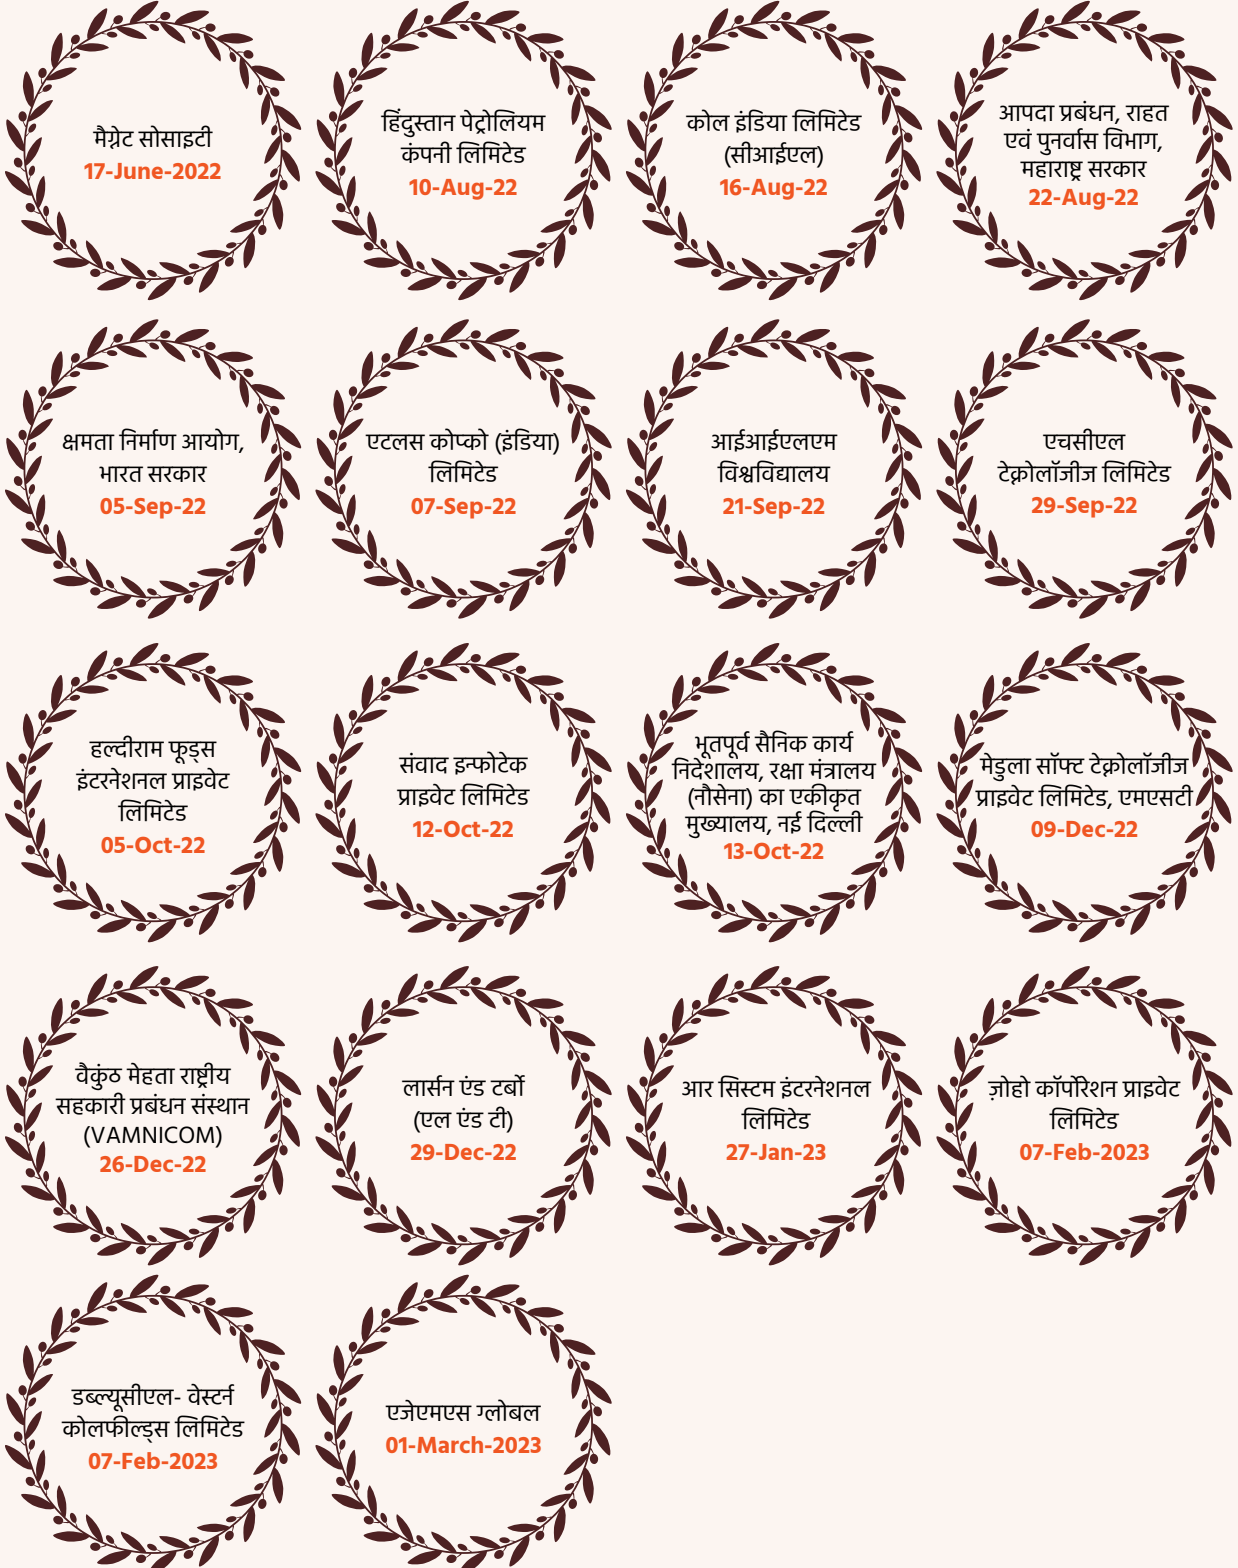 मैग्नेट सोसाइटी
17-June-2022
हिंदुस्तान पेट्रोलियम
कंपनी लिमिटेड
10-Aug-22
कोल इंडिया लिमिटेड
(सीआईएल)
16-Aug-22
आपदा प्रबंधन, राहत
एवं पुनर्वास विभाग,
महाराष्ट्र सरकार
22-Aug-22
क्षमता निर्माण आयोग,
भारत सरकार
05-Sep-22
एटलस कोप्को (इंडिया)
लिमिटेड
07-Sep-22
आईआईएलएम
विश्वविद्यालय
21-Sep-22
एचसीएल
टेक्नोलॉजीज लिमिटेड
29-Sep-22
हल्दीराम फूड्स
इंटरनेशनल प्राइवेट
लिमिटेड
05-Oct-22
संवाद इन्फोटेक
प्राइवेट लिमिटेड
12-Oct-22
भूतपूर्व सैनिक कार्य
निदेशालय, रक्षा मंत्रालय
(नौसेना) का एकीकृत
मुख्यालय, नई दिल्ली
13-Oct-22
मेडुला सॉफ्ट टेक्नोलॉजीज
प्राइवेट लिमिटेड, एमएसटी
09-Dec-22
वैकुंठ मेहता राष्ट्रीय
सहकारी प्रबंधन संस्थान
(VAMNICOM)
26-Dec-22
लार्सन एंड टर्बो
(एल एंड टी)
29-Dec-22
आर सिस्टम इंटरनेशनल
लिमिटेड
27-Jan-23
ज़ोहो कॉर्पोरेशन प्राइवेट
लिमिटेड
07-Feb-2023
डब्ल्यूसीएल- वेस्टर्न
कोलफील्ड्स लिमिटेड
07-Feb-2023
एजेएमएस ग्लोबल
01-March-2023